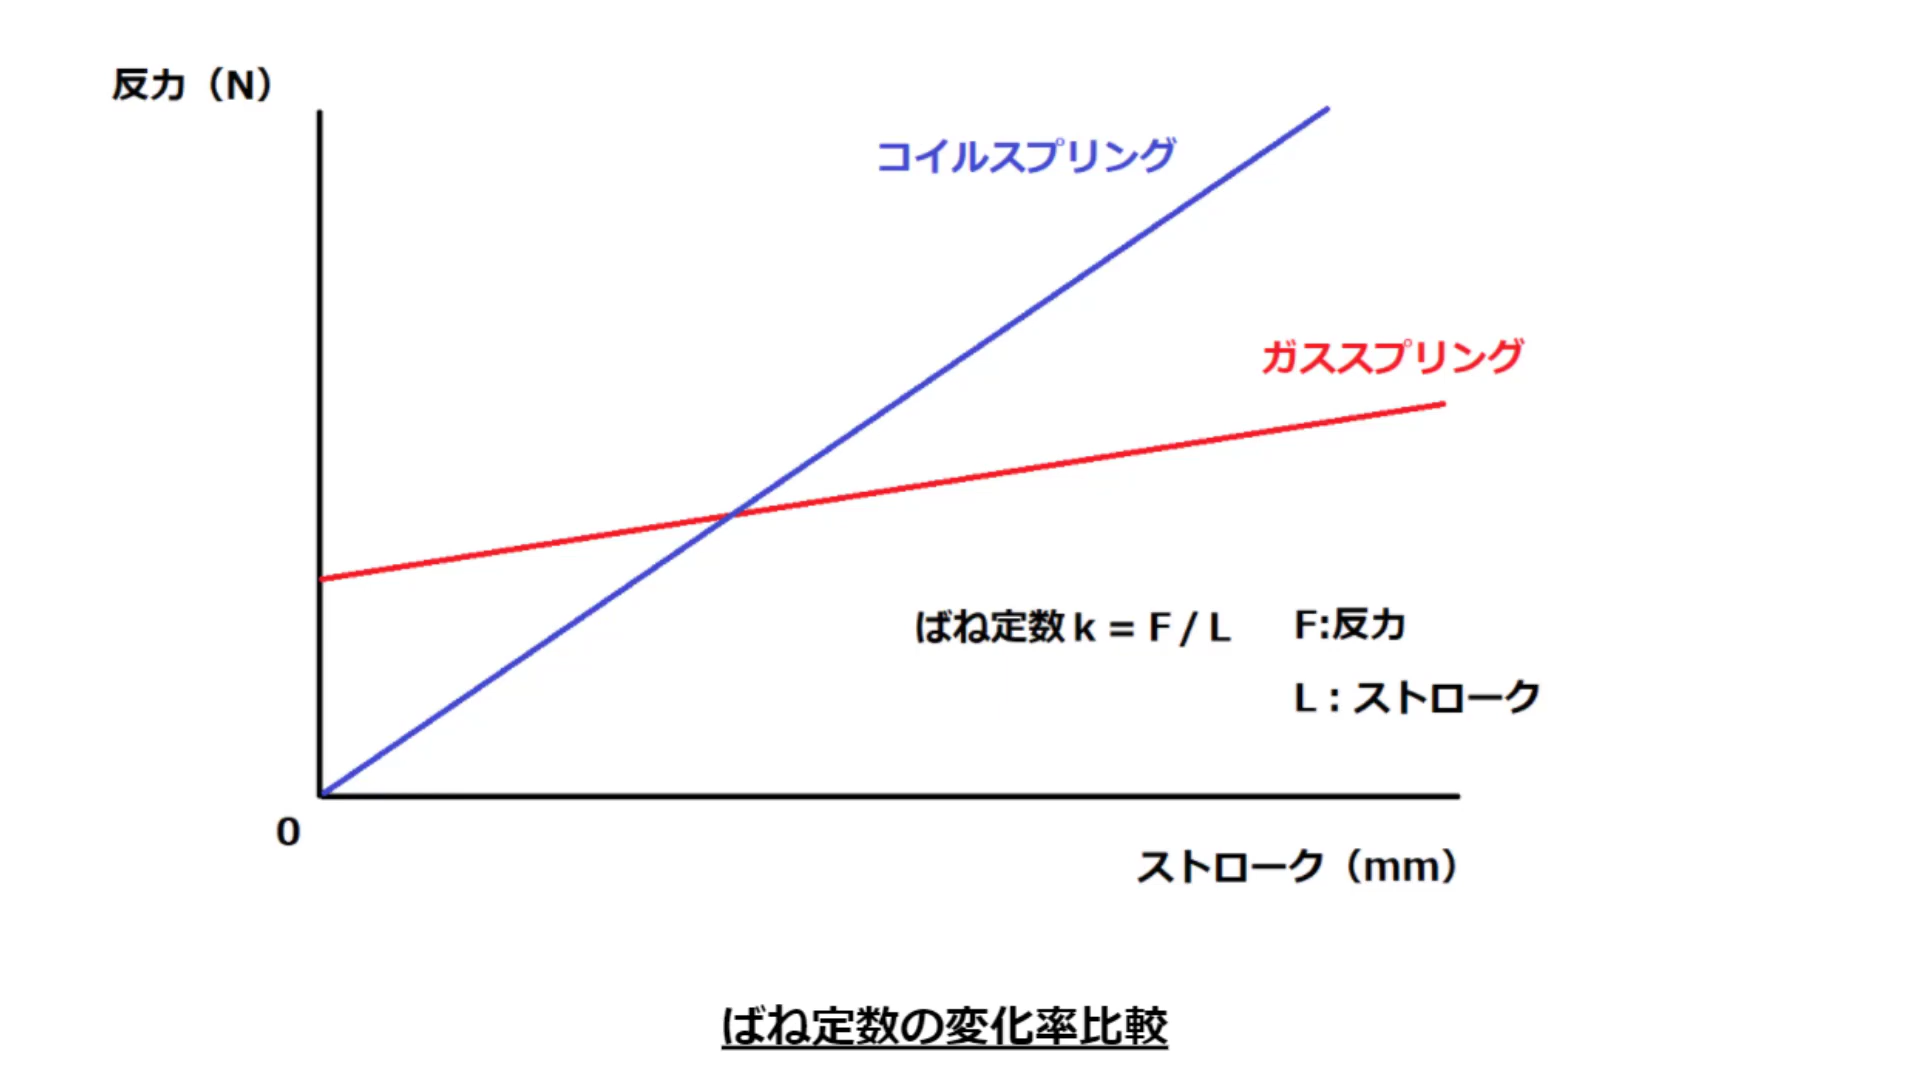 反力（N）
コイルスプリング
ガススプリング
ばね定数 k = F / L
F:反力
L：ストローク
0
ストローク（mm）
ばね定数の変化率比較